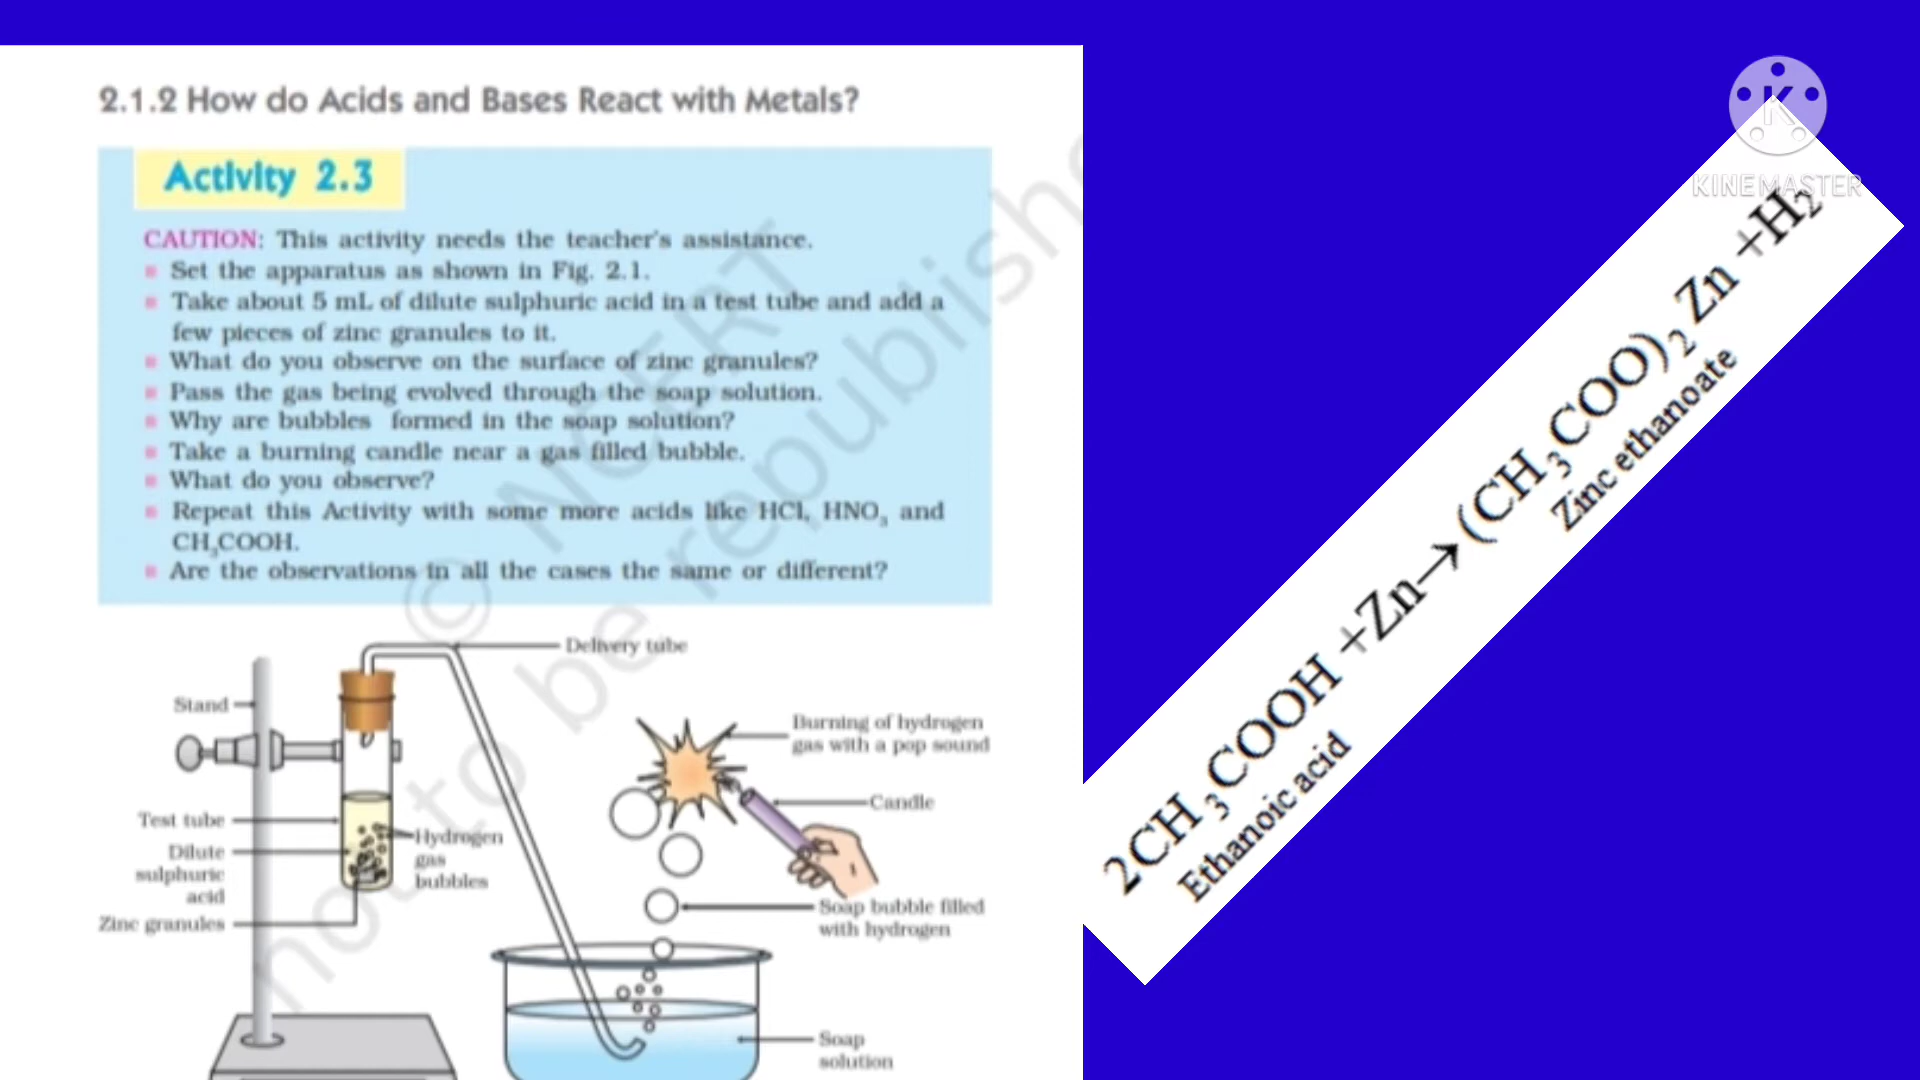 2.1.2 How do Acids and Bases React with Metals?
Activity 2.3
CAUTION: This activity needs the teacher's assistance.
Set the apparatus as shown in Fig. 2.1.
Take about 5 mL of dilute sulphuric acid in a test tube and add a
few pieces of zinc granules to it.
What do you observe on the surface of zinc granules?
Pass the gas being evolved through the soap solution.
Why are bubbles formed in the soap solution?
Take a burning candle near a gas filled bubble.
What do you observe?
Repeat this Activity with some more acids like HCl, HNO₃ and
CH₃COOH.
Are the observations in all the cases the same or different?
Delivery tube
Stand
Burning of hydrogen
gas with a pop sound
Candle
Test tube
Hydrogen
gas
bubbles
Dilute
sulphuric
acid
Zinc granules
Soap bubble filled
with hydrogen
Soap
solution
© NCERT
not to be republishe
2CH₃COOH +Zn→(CH₃COO)₂ Zn +H₂
Ethanoic acid
Zinc ethanoate
K
KINEMASTER